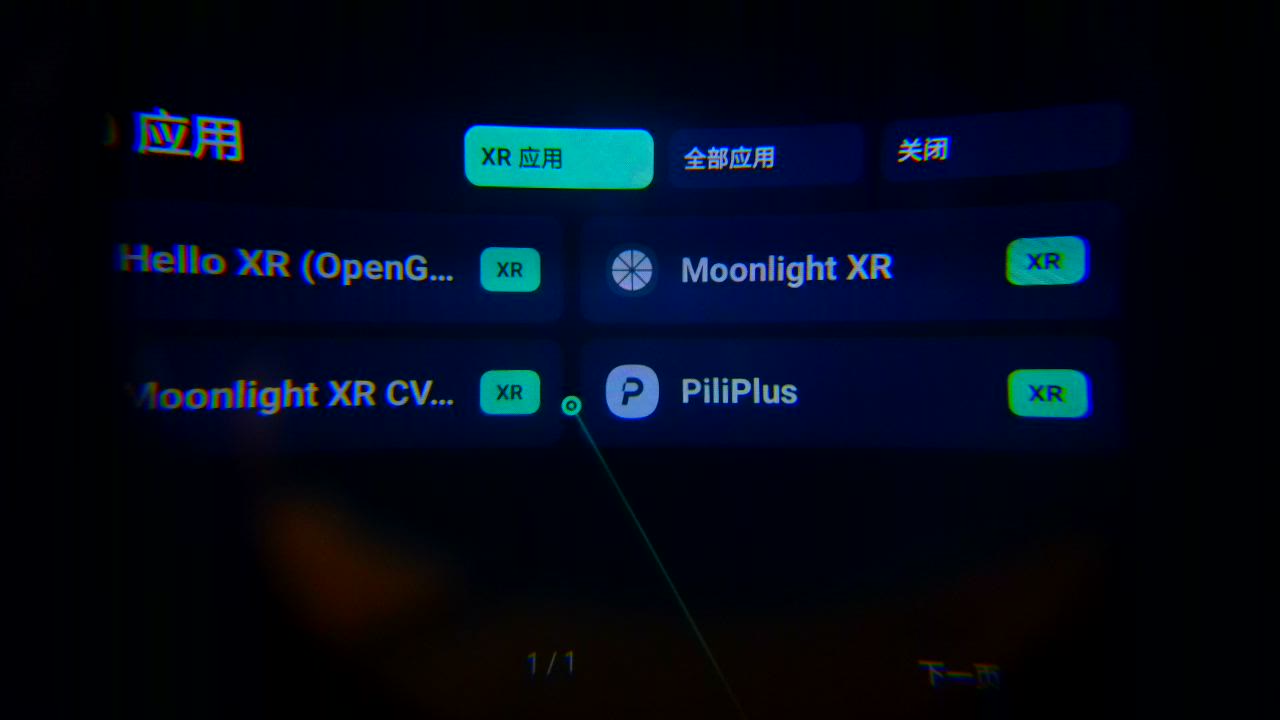 应用
XR 应用
全部应用
关闭
Hello XR (OpenG...
XR
Moonlight XR
XR
Moonlight XR CV...
XR
PiliPlus
XR
1 / 1
下一页